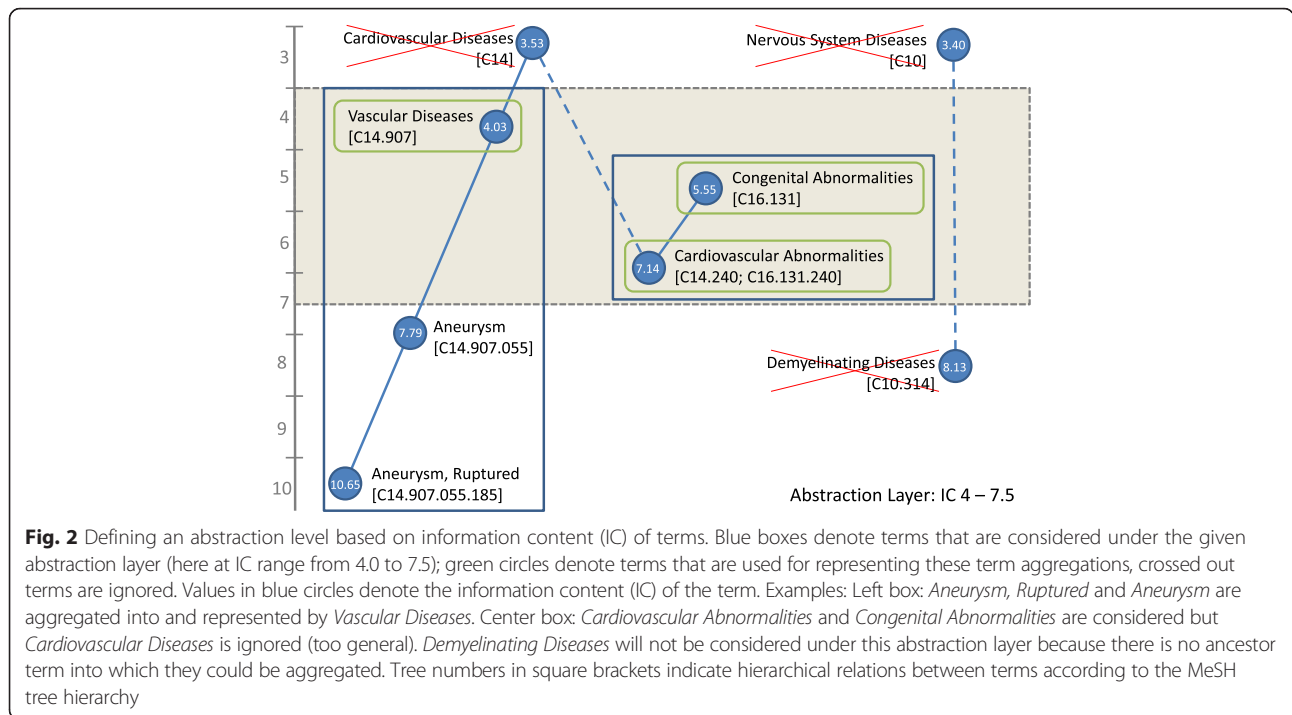 3
4
5
6
7
8
9
10
Cardiovascular Diseases
[C14]
3.53
Nervous System Diseases
[C10]
3.40
Vascular Diseases
[C14.907]
4.03
5.55
Congenital Abnormalities
[C16.131]
7.14
Cardiovascular Abnormalities
[C14.240; C16.131.240]
7.79
Aneurysm
[C14.907.055]
Demyelinating Diseases
[C10.314]
8.13
10.65
Aneurysm, Ruptured
[C14.907.055.185]
Abstraction Layer: IC 4 – 7.5
Fig. 2 Defining an abstraction level based on information content (IC) of terms. Blue boxes denote terms that are considered under the given
abstraction layer (here at IC range from 4.0 to 7.5); green circles denote terms that are used for representing these term aggregations, crossed out
terms are ignored. Values in blue circles denote the information content (IC) of the term. Examples: Left box: Aneurysm, Ruptured and Aneurysm are
aggregated into and represented by Vascular Diseases. Center box: Cardiovascular Abnormalities and Congenital Abnormalities are considered but
Cardiovascular Diseases is ignored (too general). Demyelinating Diseases will not be considered under this abstraction layer because there is no ancestor
term into which they could be aggregated. Tree numbers in square brackets indicate hierarchical relations between terms according to the MeSH
tree hierarchy